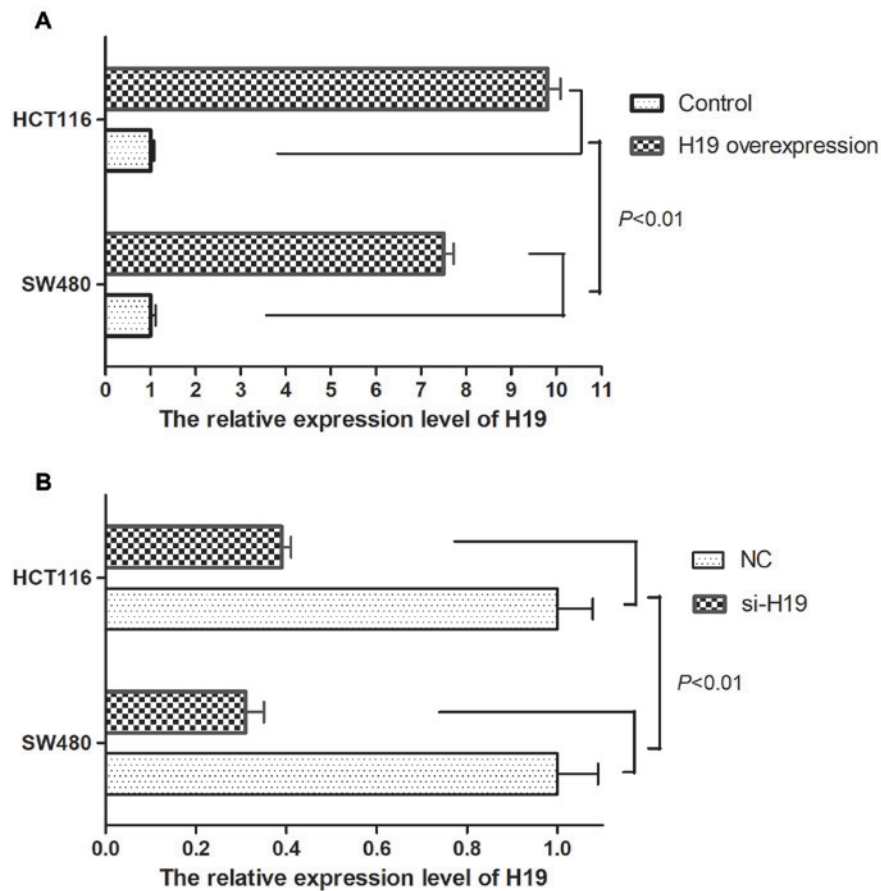 A
HCT116
SW480
Control
H19 overexpression
P<0.01
0 1 2 3 4 5 6 7 8 9 10 11
The relative expression level of H19
B
HCT116
SW480
NC
si-H19
P<0.01
0.0 0.2 0.4 0.6 0.8 1.0
The relative expression level of H19